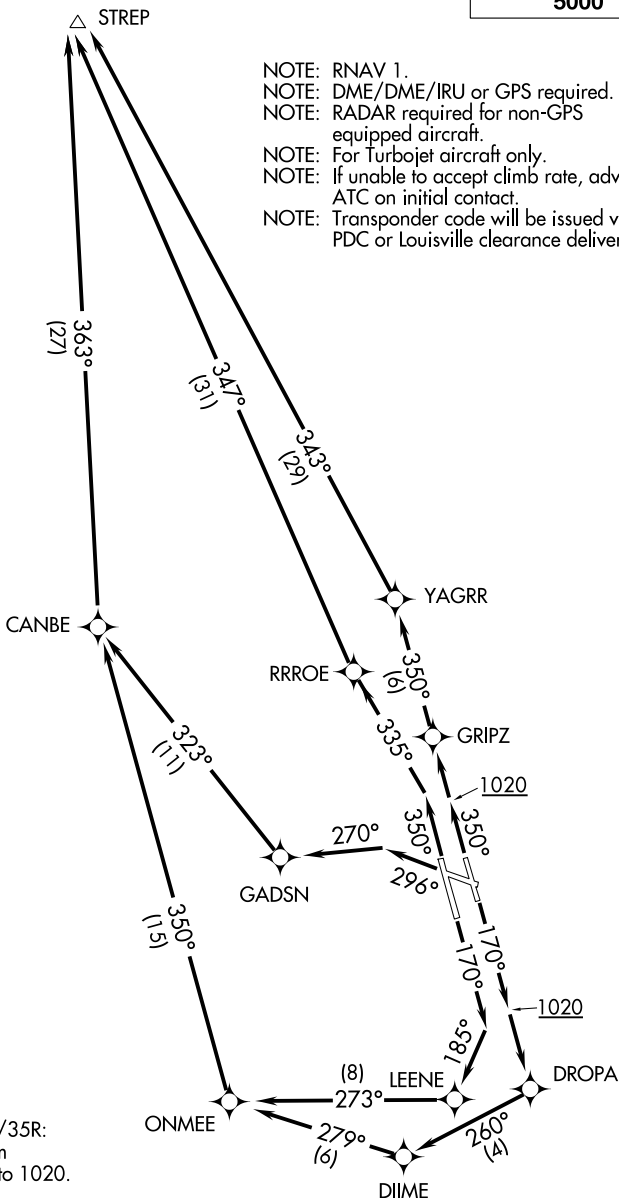 5000
STREP
NOTE: RNAV 1.
NOTE: DME/DME/IRU or GPS required.
NOTE: RADAR required for non-GPS
equipped aircraft.
NOTE: For Turbojet aircraft only.
NOTE: If unable to accept climb rate, adv
ATC on initial contact.
NOTE: Transponder code will be issued v
PDC or Louisville clearance deliver
363°
(27)
347°
(31)
343°
(29)
YAGRR
CANBE
RRROE
350°
(6)
GRIPZ
335°
323°
(11)
1020
350°
350°
270°
296°
GADSN
350°
(15)
170°
170°
1020
185°
DROPA
(8)
LEENE
273°
ONMEE
260°
(4)
279°
(6)
DIIME
/35R:
to 1020.